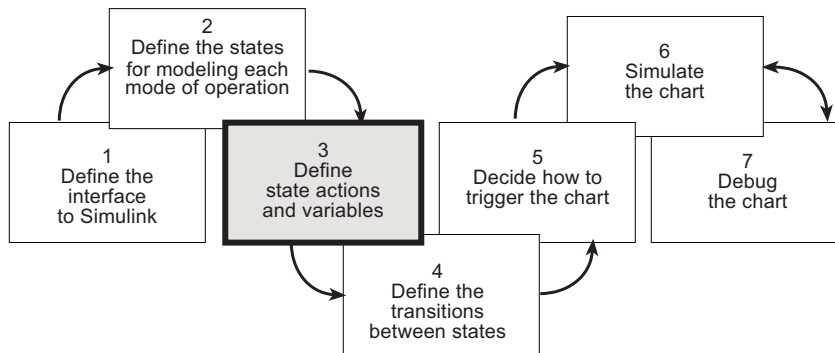 1
Define the
interface
to Simulink
2
Define the states
for modeling each
mode of operation
3
Define
state actions
and variables
4
Define the
transitions
between states
5
Decide how to
trigger the chart
6
Simulate
the chart
7
Debug
the chart